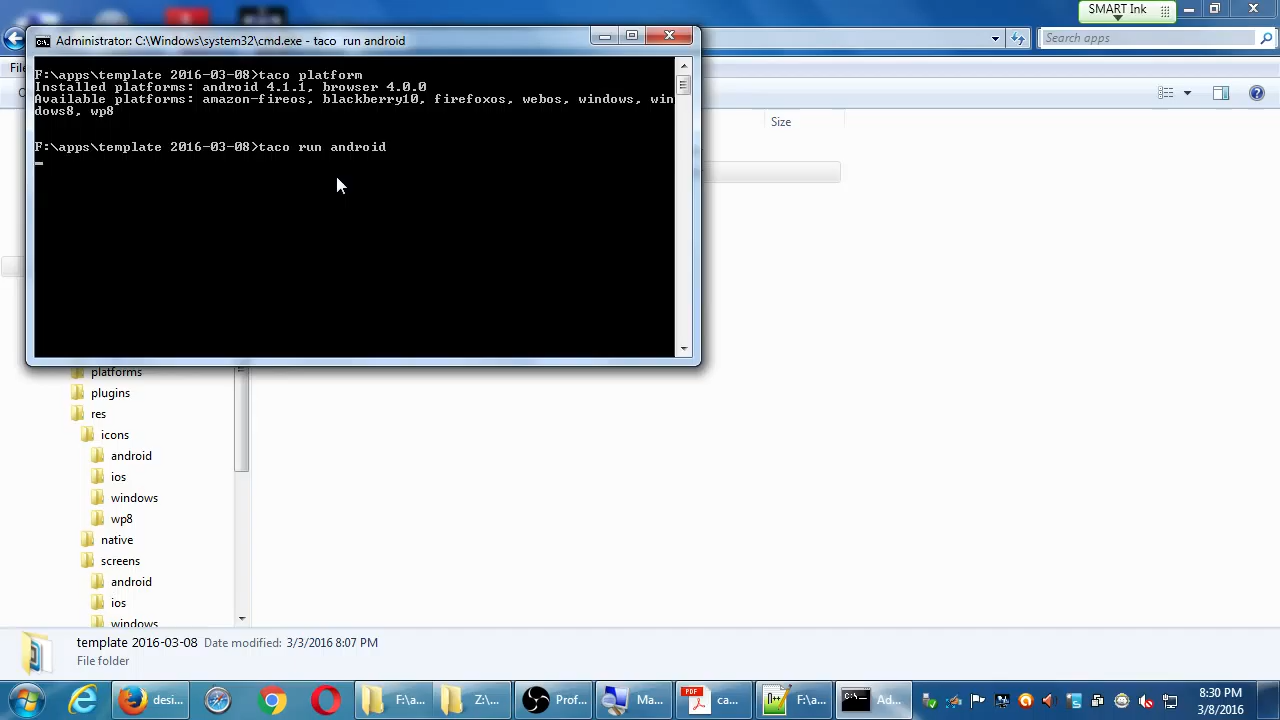 SMART Ink
Administrator: C:\Windows\system32\cmd.exe - taco  run android
Search apps
F:\apps\template 2016-03-08>taco platform
Installed platforms: android 4.1.1, browser 4.0.0
Available platforms: amazon-fireos, blackberry10, firefoxos, webos, windows, win
dows8, wp8
F:\apps\template 2016-03-08>taco run android
Size
platforms
plugins
res
icons
android
ios
windows
wp8
native
screens
android
ios
windows
template 2016-03-08 Date modified: 3/3/2016 8:07 PM
File folder
desi...
F:\a...
Z:\...
Prof...
Ma...
PDF
ca...
F:\a...
Ad...
8:30 PM
3/8/2016